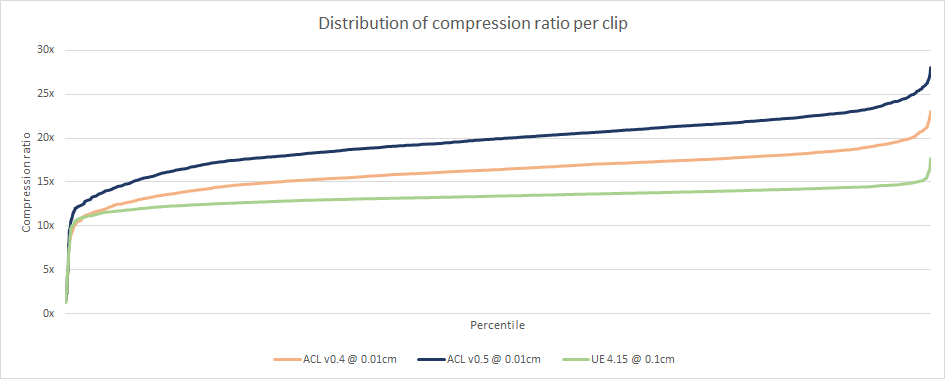 Distribution of compression ratio per clip
30x
25x
20x
15x
10x
5x
0x
Compression ratio
Percentile
ACL v0.4 @ 0.01cm ACL v0.5 @ 0.01cm UE 4.15 @ 0.1cm